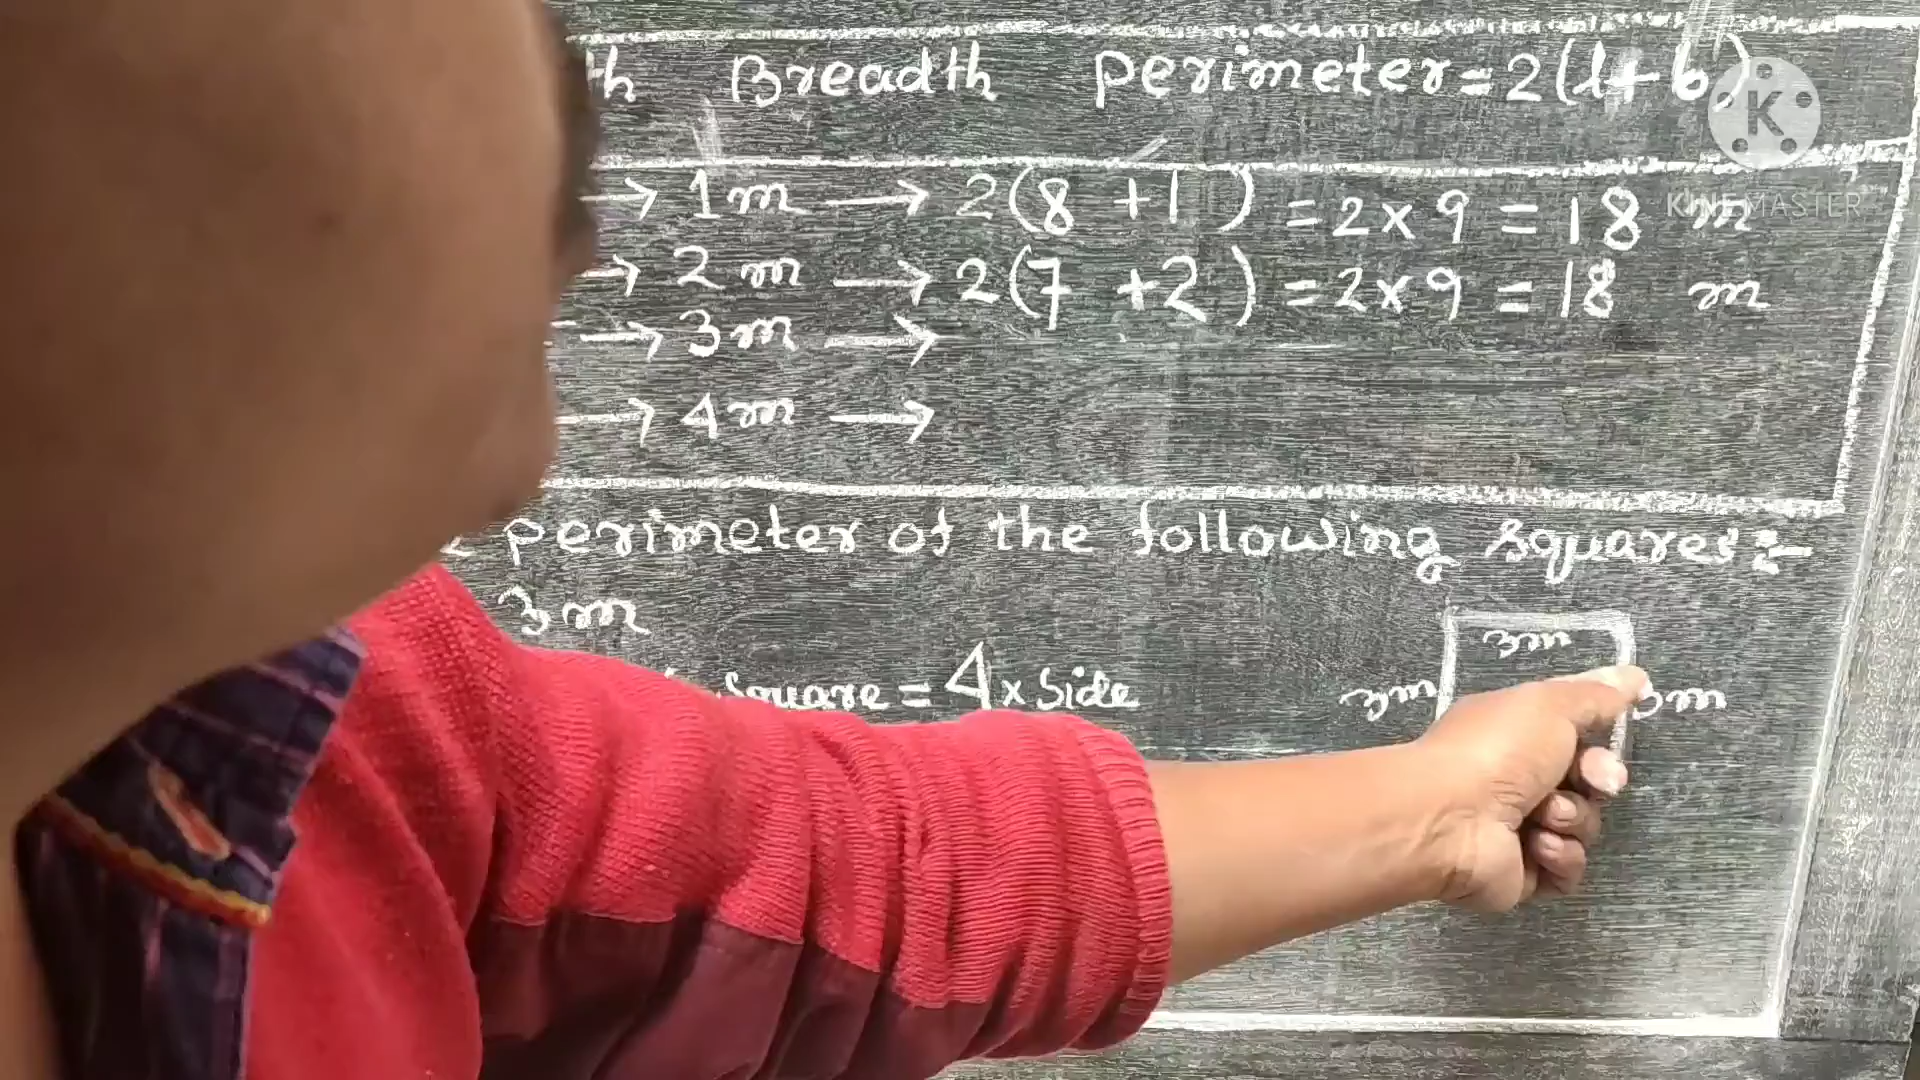 Breadth Perimeter = 2(l+b)
→ 1m → 2(8 +1 ) = 2×9 = 18 m
→ 2 m → 2(7 +2 ) = 2×9 = 18 m
→ 3m →
→ 4m →
perimeter of the following squares:-
3m
square = 4 × Side
3m
3m
3m
K
KINEMASTER